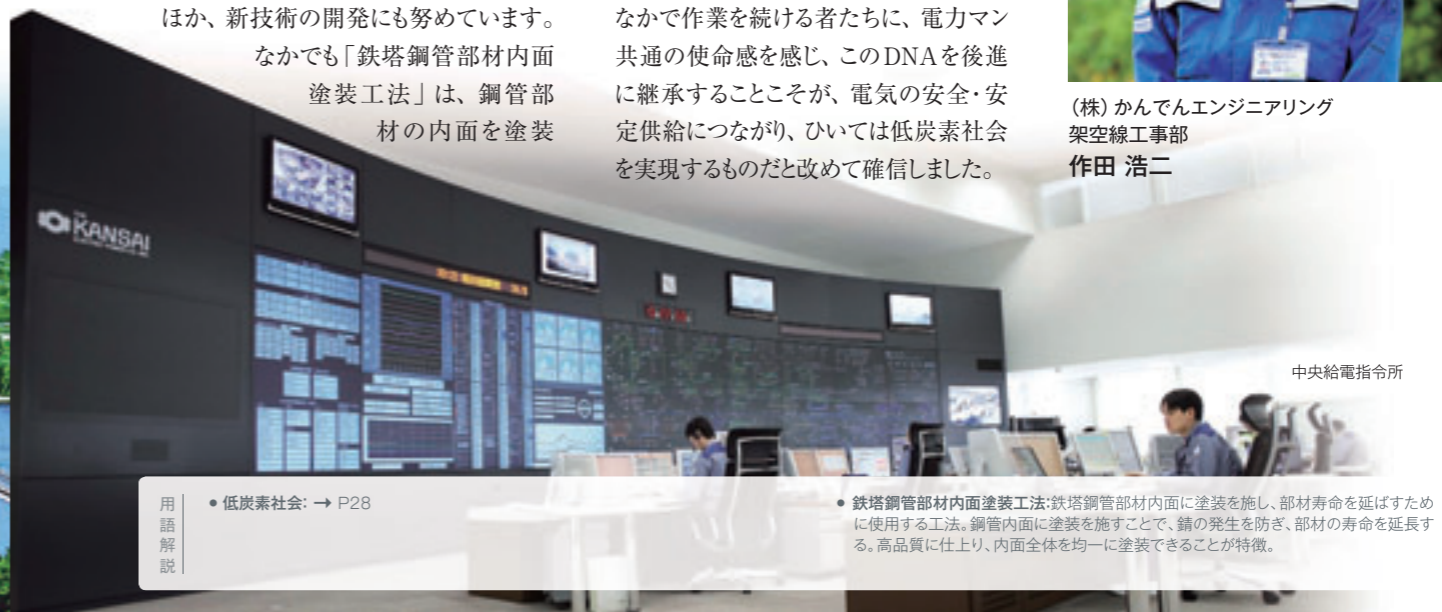 ほか、新技術の開発にも努めています。
なかでも「鉄塔鋼管部材内面
塗装工法」は、鋼管部
材の内面を塗装
なかで作業を続ける者たちに、電力マン
共通の使命感を感じ、このDNAを後進
に継承することこそが、電気の安全・安
定供給につながり、ひいては低炭素社会
を実現するものだと改めて確信しました。
(株)かんでんエンジニアリング
架空線工事部
作田 浩二
KANSAI
中央給電指令所
用語解説
● 低炭素社会: → P28
● 鉄塔鋼管部材内面塗装工法:鉄塔鋼管部材内面に塗装を施し、部材寿命を延ばすため
に使用する工法。鋼管内面に塗装を施すことで、錆の発生を防ぎ、部材の寿命を延長す
る。高品質に仕上り、内面全体を均一に塗装できることが特徴。